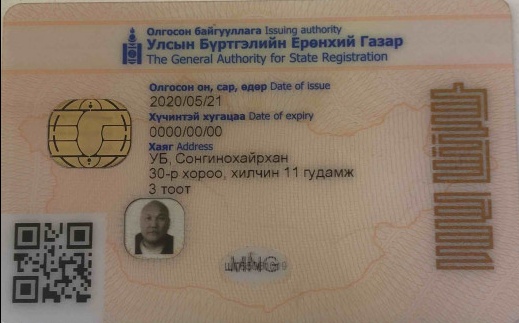 Олгосон байгууллага Issuing authority
Улсын Бүртгэлийн Ерөнхий Газар
The General Authority for State Registration
Олгосон он, сар, өдөр Date of issue
2020/05/21
Хүчинтэй хугацаа Date of expiry
0000/00/00
Хаяг Address
УБ, Сонгинохайрхан
30-р хороо, хилчин 11 гудамж
3 тоот
MNG